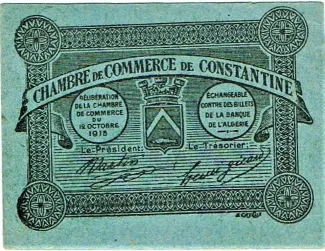 CHAMBRE DE COMMERCE DE CONSTANTINE
DÉLIBÉRATION
DE LA CHAMBRE
DE COMMERCE
DU
12 OCTOBRE
1915
ÉCHANGEABLE
CONTRE DES BILLETS
DE LA BANQUE
DE L'ALGÉRIE
Le Président
Le Trésorier